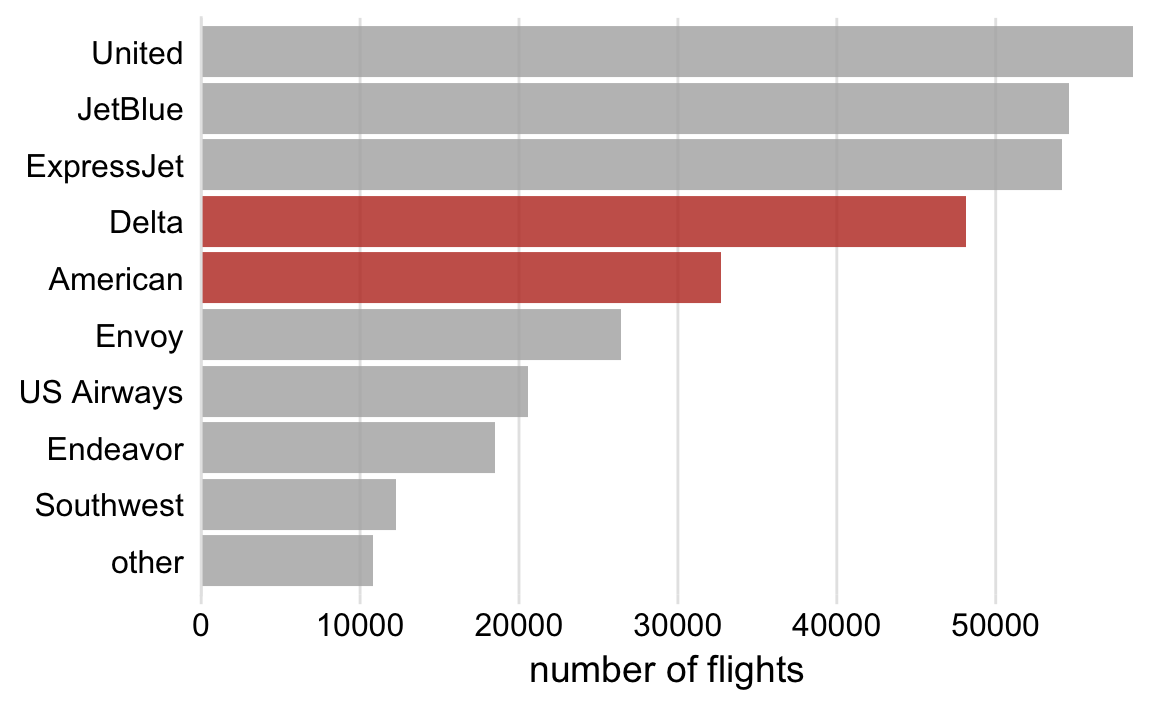 United
JetBlue
ExpressJet
Delta
American
Envoy
US Airways
Endeavor
Southwest
other
0 10000 20000 30000 40000 50000
number of flights